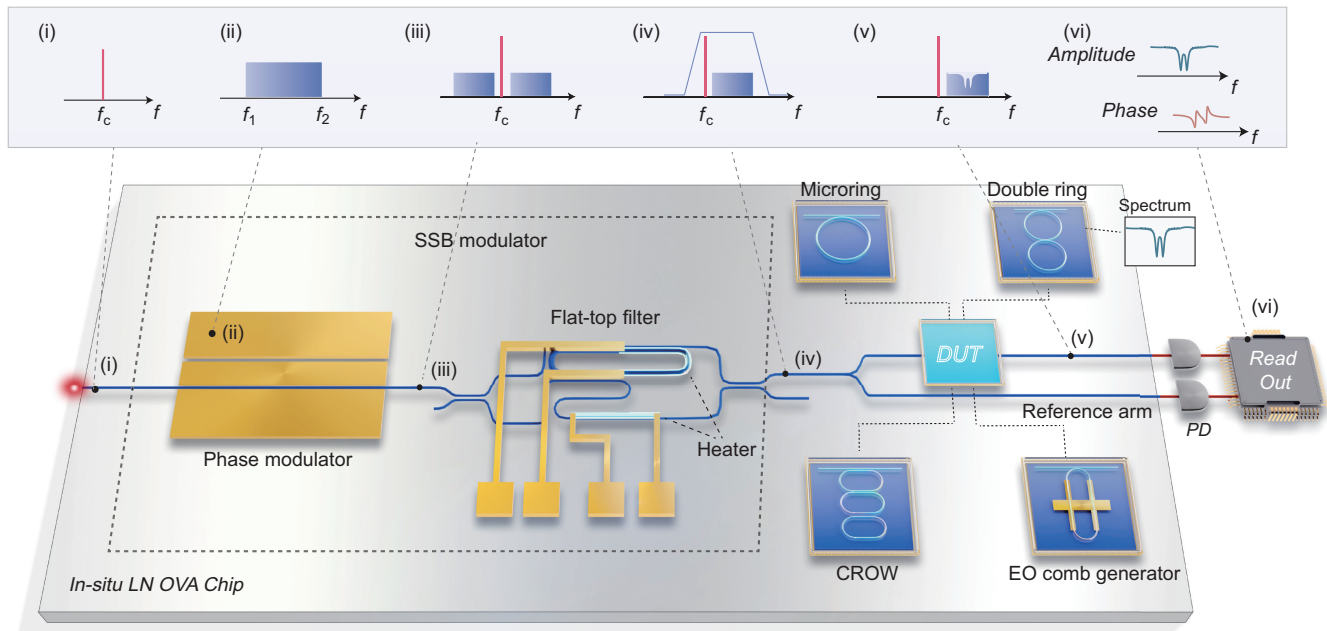 (i)
(ii)
(iii)
(iv)
(v)
(vi)
Amplitude
f
Phase
f
fc
f
f1
f2
f
fc
f
fc
f
fc
f
Microring
Double ring
Spectrum
SSB modulator
Flat-top filter
(i)
(ii)
(iii)
(iv)
(v)
(vi)
DUT
Read
Out
Reference arm
PD
Phase modulator
Heater
CROW
EO comb generator
In-situ LN OVA Chip